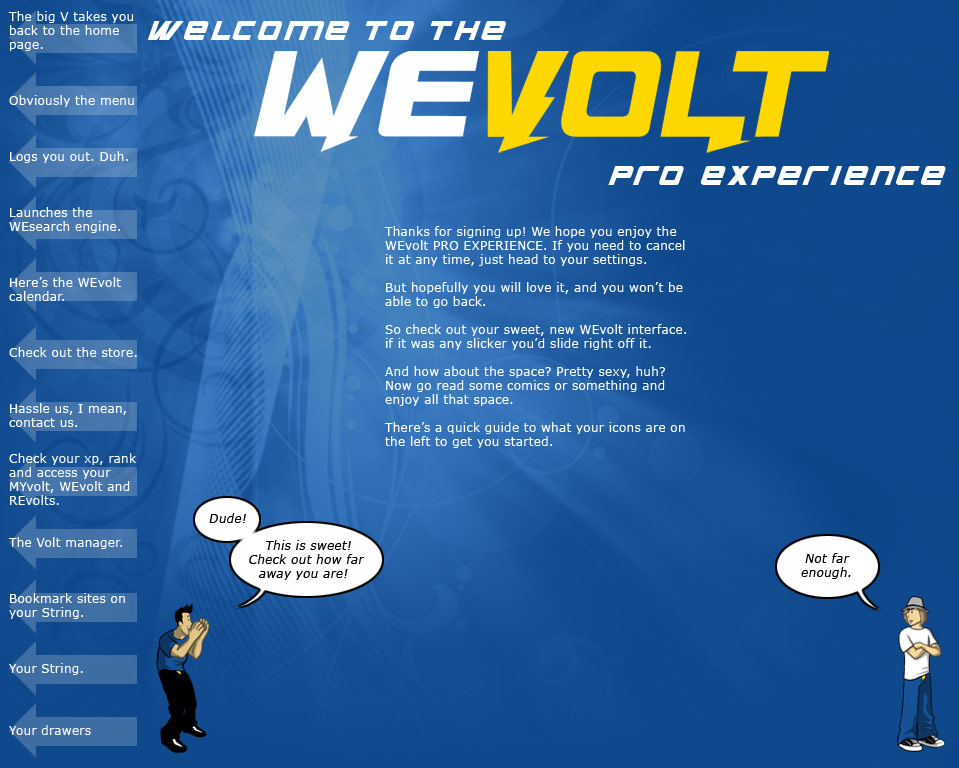 WELCOME TO THE
WEVOLT
PRO EXPERIENCE
The big V takes you
back to the home
page.
Obviously the menu
Logs you out. Duh.
Launches the
WEsearch engine.
Here’s the WEvolt
calendar.
Check out the store.
Hassle us, I mean,
contact us.
Check your xp, rank
and access your
MYvolt, WEvolt and
REvolts.
The Volt manager.
Bookmark sites on
your String.
Your String.
Your drawers
Thanks for signing up! We hope you enjoy the
WEvolt PRO EXPERIENCE. If you need to cancel
it at any time, just head to your settings.
But hopefully you will love it, and you won’t be
able to go back.
So check out your sweet, new WEvolt interface.
if it was any slicker you’d slide right off it.
And how about the space? Pretty sexy, huh?
Now go read some comics or something and
enjoy all that space.
There’s a quick guide to what your icons are on
the left to get you started.
Dude!
This is sweet!
Check out how far
away you are!
Not far
enough.